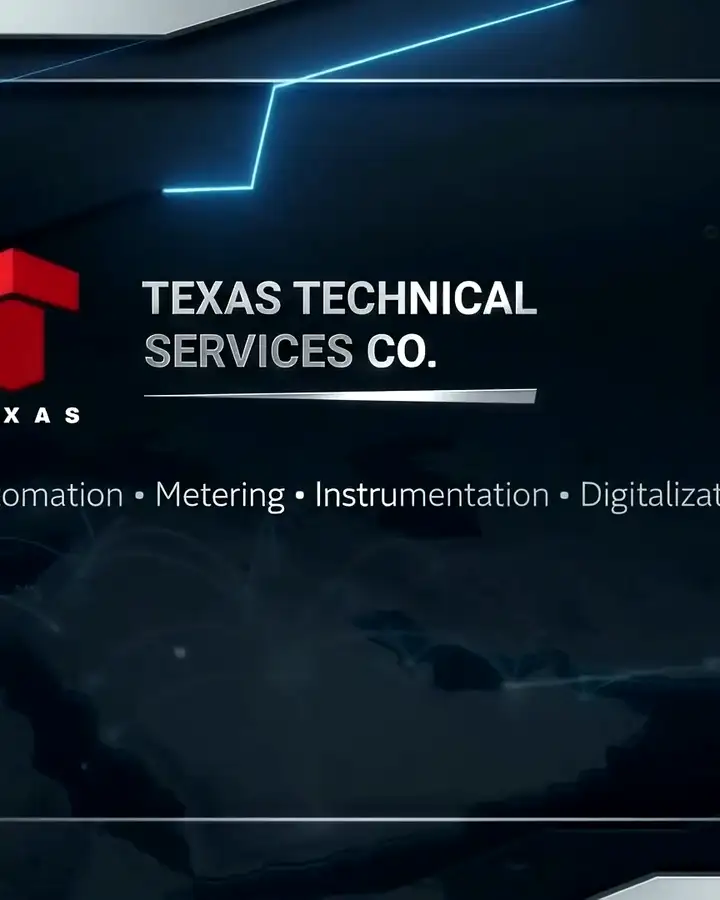 TEXAS TECHNICAL
SERVICES CO.
XAS
omation • Metering • Instrumentation • Digitalizat